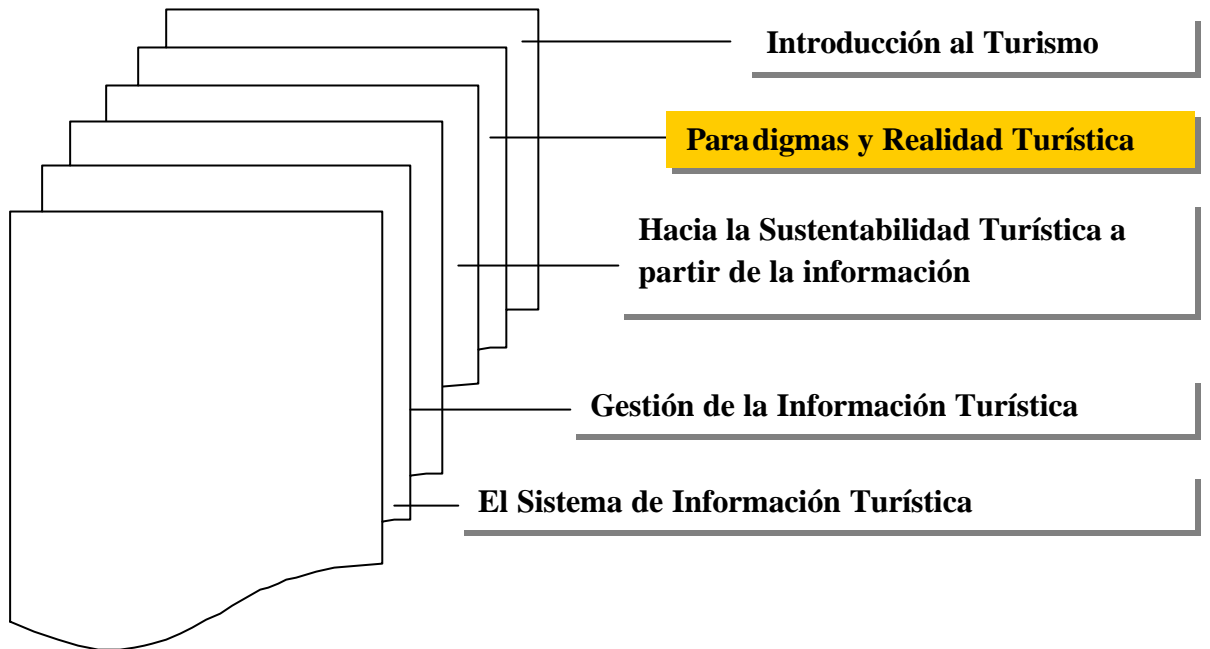 Introducción al Turismo
Paradigmas y Realidad Turística
Hacia la Sustentabilidad Turística a
partir de la información
Gestión de la Información Turística
El Sistema de Información Turística